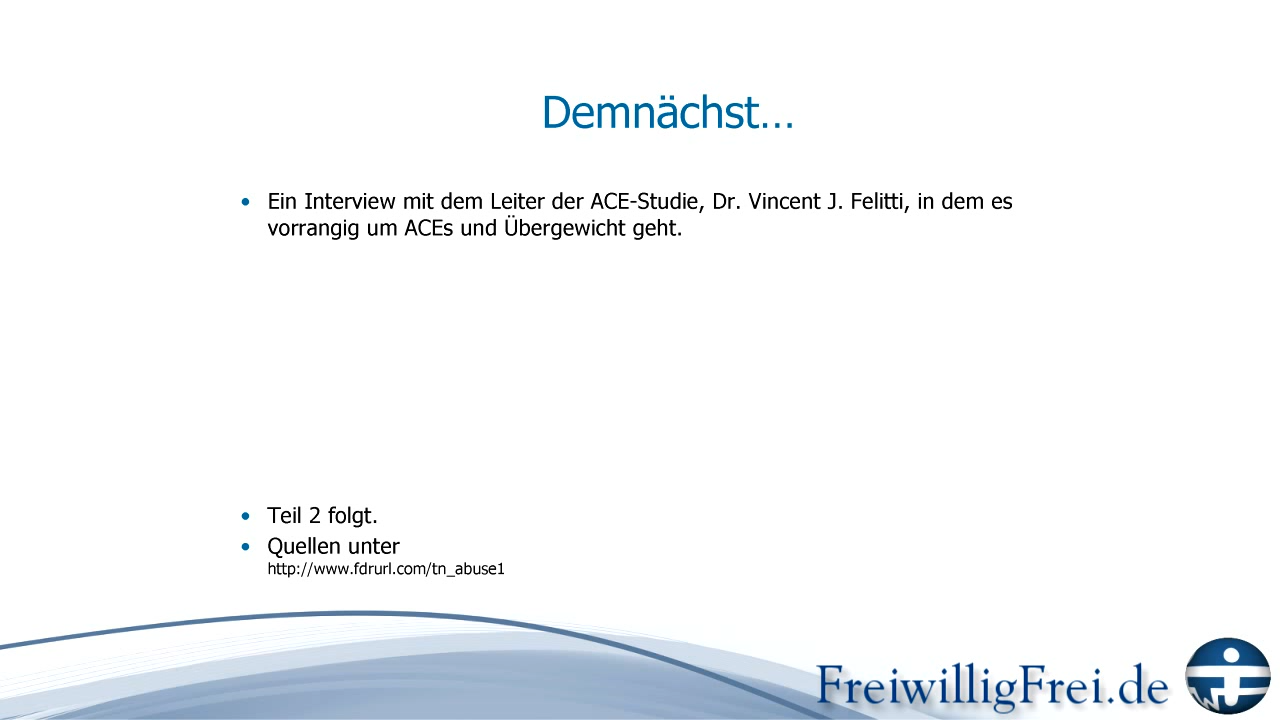 Demnächst…
• Ein Interview mit dem Leiter der ACE-Studie, Dr. Vincent J. Felitti, in dem es
vorrangig um ACEs und Übergewicht geht.
• Teil 2 folgt.
• Quellen unter
http://www.fdrurl.com/tn_abuse1
FreiwilligFrei.de